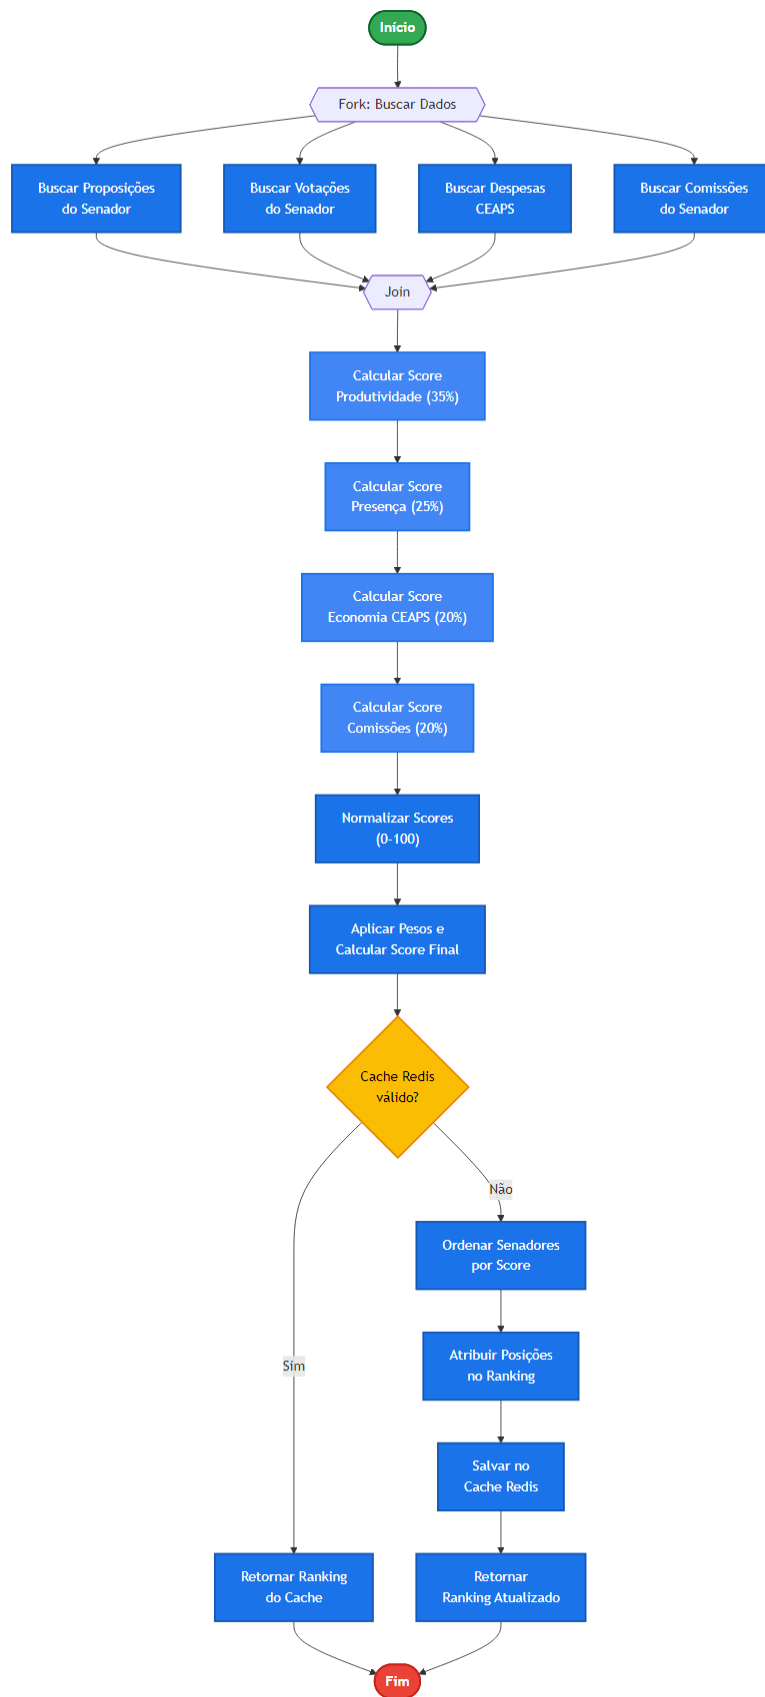 Início
Fork: Buscar Dados
Buscar Proposições
do Senador
Buscar Votações
do Senador
Buscar Despesas
CEAPS
Buscar Comissões
do Senador
Join
Calcular Score
Produtividade (35%)
Calcular Score
Presença (25%)
Calcular Score
Economia CEAPS (20%)
Calcular Score
Comissões (20%)
Normalizar Scores
(0-100)
Aplicar Pesos e
Calcular Score Final
Cache Redis
válido?
Não
Ordenar Senadores
por Score
Sim
Atribuir Posições
no Ranking
Salvar no
Cache Redis
Retornar Ranking
do Cache
Retornar
Ranking Atualizado
Fim